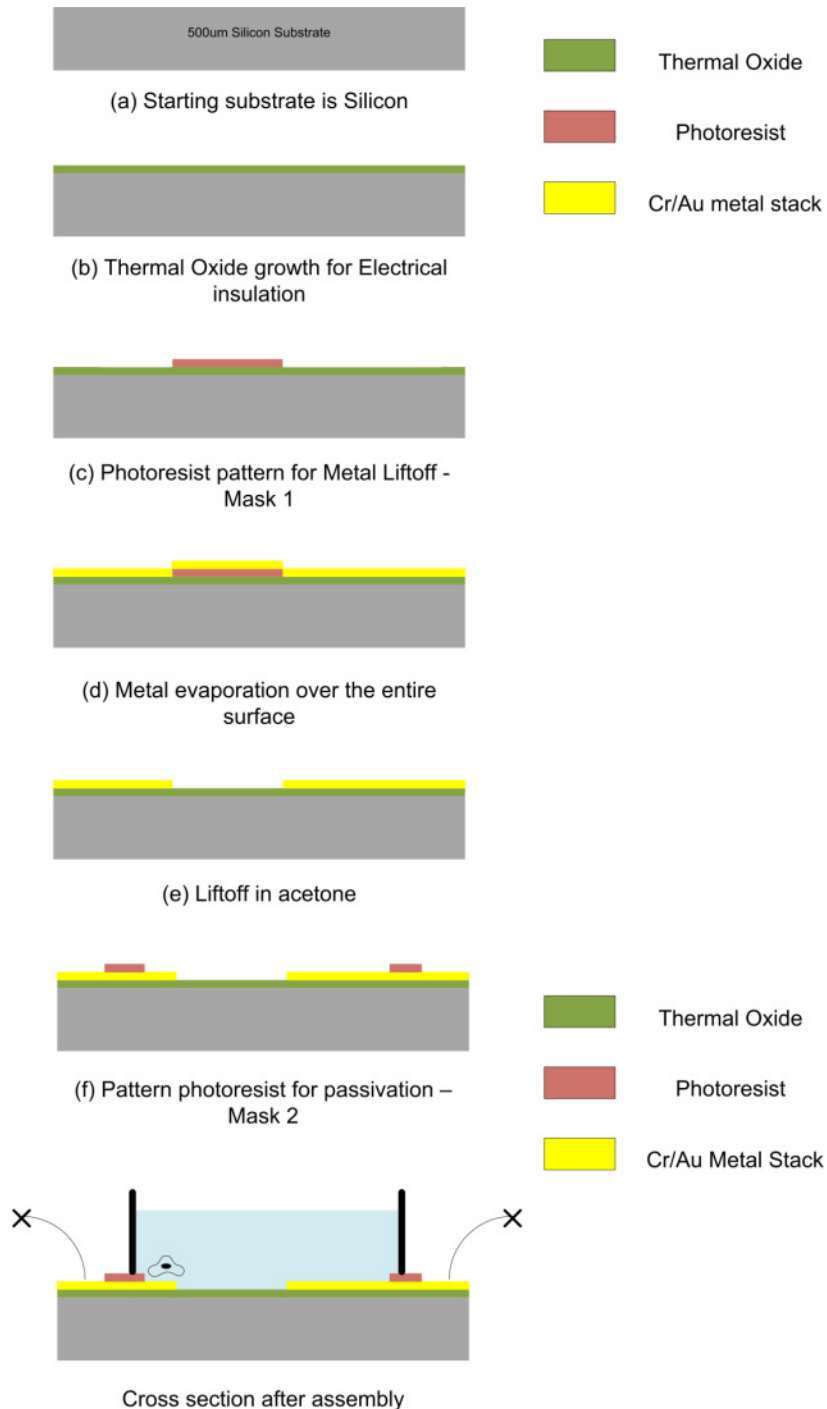 500um Silicon Substrate
(a) Starting substrate is Silicon
Thermal Oxide
Photoresist
Cr/Au metal stack
(b) Thermal Oxide growth for Electrical
insulation
(c) Photoresist pattern for Metal Liftoff -
Mask 1
(d) Metal evaporation over the entire
surface
(e) Liftoff in acetone
(f) Pattern photoresist for passivation –
Mask 2
Thermal Oxide
Photoresist
Cr/Au Metal Stack
Cross section after assembly